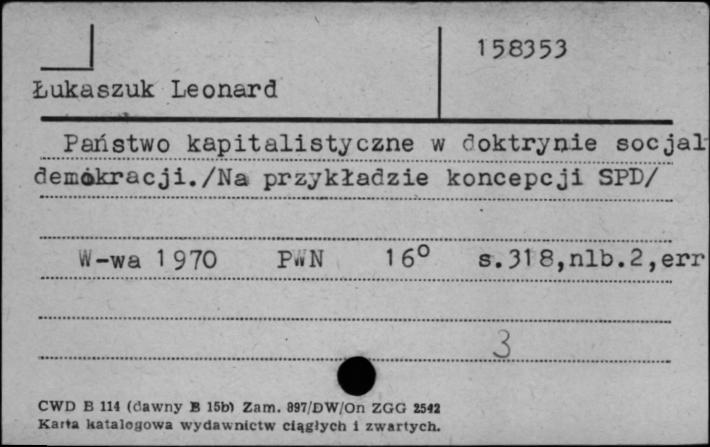 158353
Łukaszuk Leonard
Państwo kapitalistyczne w doktrynie socjal
demokracji./Na przykładzie koncepcji SPD/
W-wa 1970 PWN 16° s.318,nlb.2,err
3
CWD B 114 (dawny B 15b) Zam. 897/DW/On ZGG 2542
Karta katalogowa wydawnictw ciągłych i zwartych.